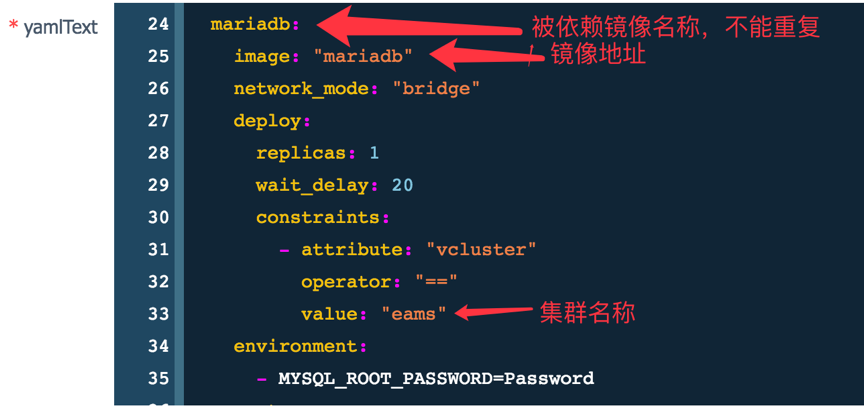 * yamlText
24 mariadb: 被依赖镜像名称，不能重复
25 image: "mariadb" 镜像地址
26 network_mode: "bridge"
27 deploy:
28 replicas: 1
29 wait_delay: 20
30 constraints:
31 - attribute: "vcluster"
32 operator: "=="
33 value: "eams" 集群名称
34 environment:
35 - MYSQL_ROOT_PASSWORD=Password